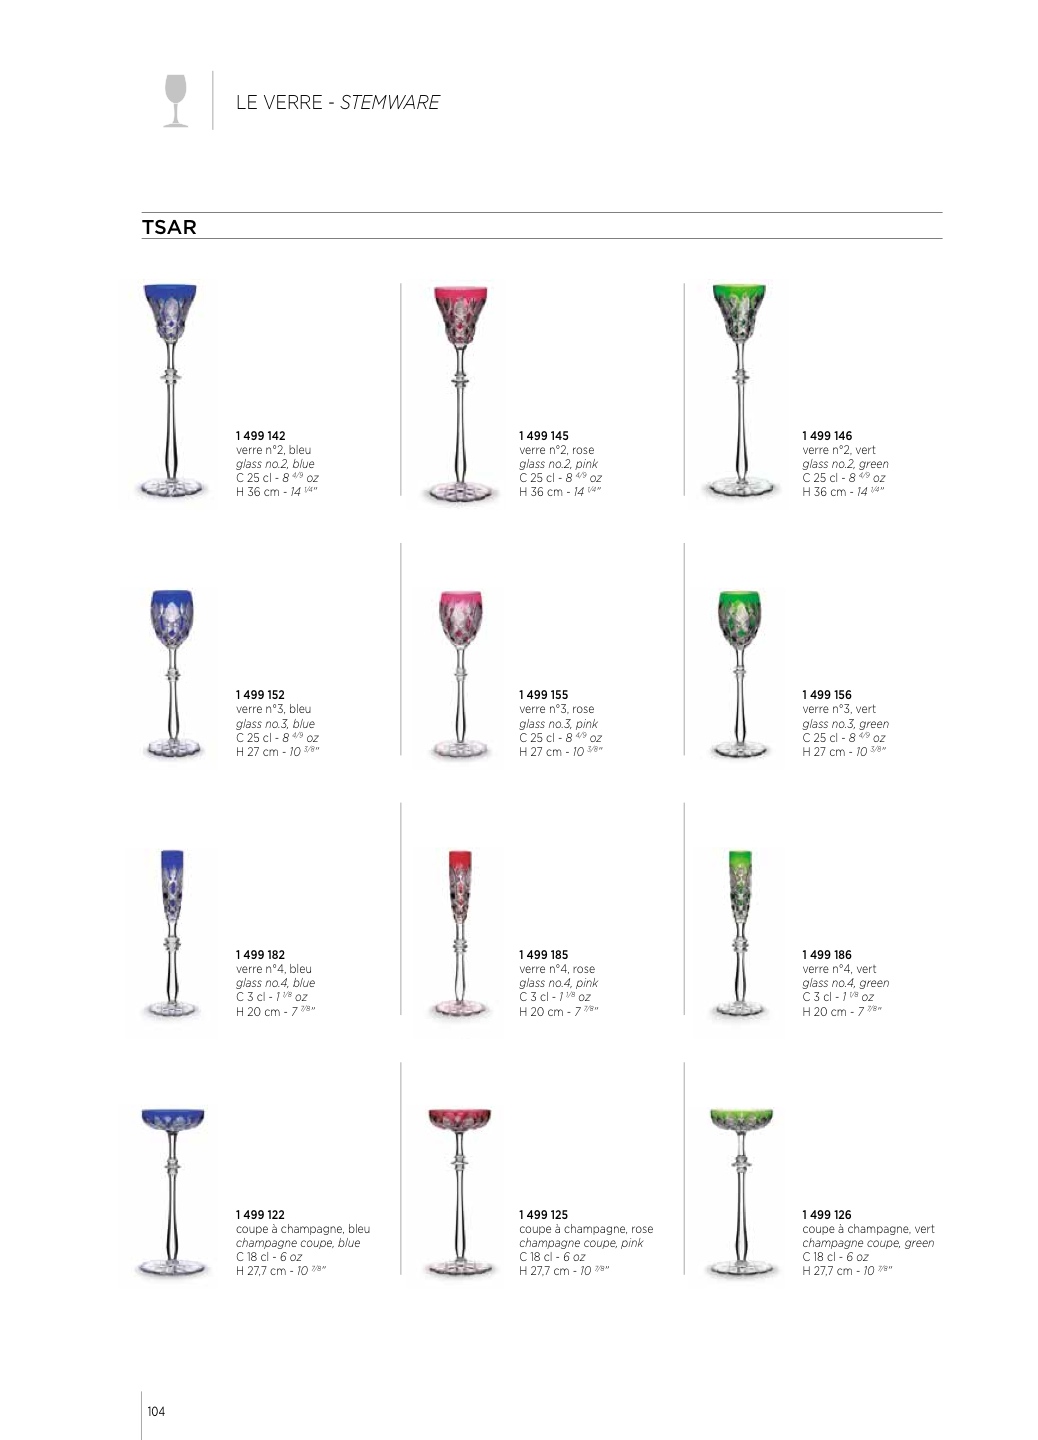 LE VERRE - STEMWARE
TSAR
1 499 142
verre n°2, bleu
glass no.2, blue
C 25 cl - 8 4/9 oz
H 36 cm - 14 1/4"
1 499 145
verre n°2, rose
glass no.2, pink
C 25 cl - 8 4/9 oz
H 36 cm - 14 1/4"
1 499 146
verre n°2, vert
glass no.2, green
C 25 cl - 8 4/9 oz
H 36 cm - 14 1/4"
1 499 152
verre n°3, bleu
glass no.3, blue
C 25 cl - 8 4/9 oz
H 27 cm - 10 3/8"
1 499 155
verre n°3, rose
glass no.3, pink
C 25 cl - 8 4/9 oz
H 27 cm - 10 3/8"
1 499 156
verre n°3, vert
glass no.3, green
C 25 cl - 8 4/9 oz
H 27 cm - 10 3/8"
1 499 182
verre n°4, bleu
glass no.4, blue
C 3 cl - 1 1/8 oz
H 20 cm - 7 7/8"
1 499 185
verre n°4, rose
glass no.4, pink
C 3 cl - 1 1/8 oz
H 20 cm - 7 7/8"
1 499 186
verre n°4, vert
glass no.4, green
C 3 cl - 1 1/8 oz
H 20 cm - 7 7/8"
1 499 122
coupe à champagne, bleu
champagne coupe, blue
C 18 cl - 6 oz
H 27,7 cm - 10 7/8"
1 499 125
coupe à champagne, rose
champagne coupe, pink
C 18 cl - 6 oz
H 27,7 cm - 10 7/8"
1 499 126
coupe à champagne, vert
champagne coupe, green
C 18 cl - 6 oz
H 27,7 cm - 10 7/8"
104